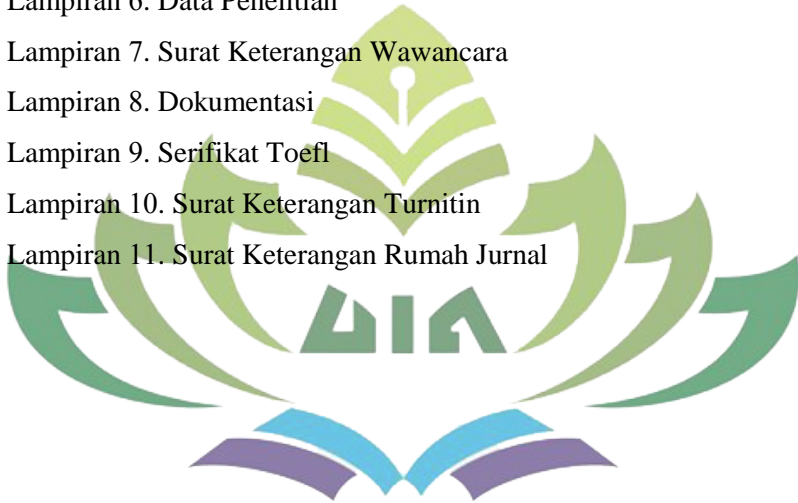 Lampiran 6. Data Penelitian
Lampiran 7. Surat Keterangan Wawancara
Lampiran 8. Dokumentasi
Lampiran 9. Serifikat Toefl
Lampiran 10. Surat Keterangan Turnitin
Lampiran 11. Surat Keterangan Rumah Jurnal
UIN